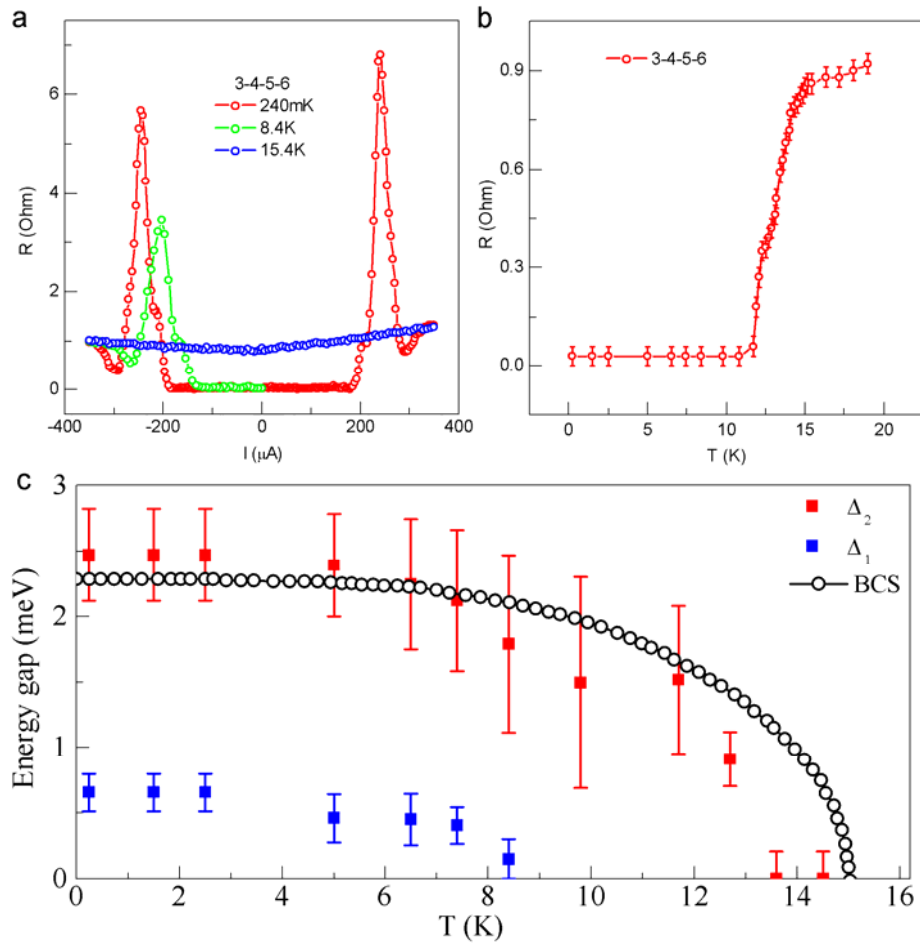 a
R (Ohm)
6
4
2
0
-400
-200
0
200
400
I (μA)
3-4-5-6
240mK
8.4K
15.4K
b
R (Ohm)
0.9
0.6
0.3
0.0
0
5
10
15
20
T (K)
3-4-5-6
c
Energy gap (meV)
3
2
1
0
0
2
4
6
8
10
12
14
16
T (K)
Δ₂
Δ₁
BCS